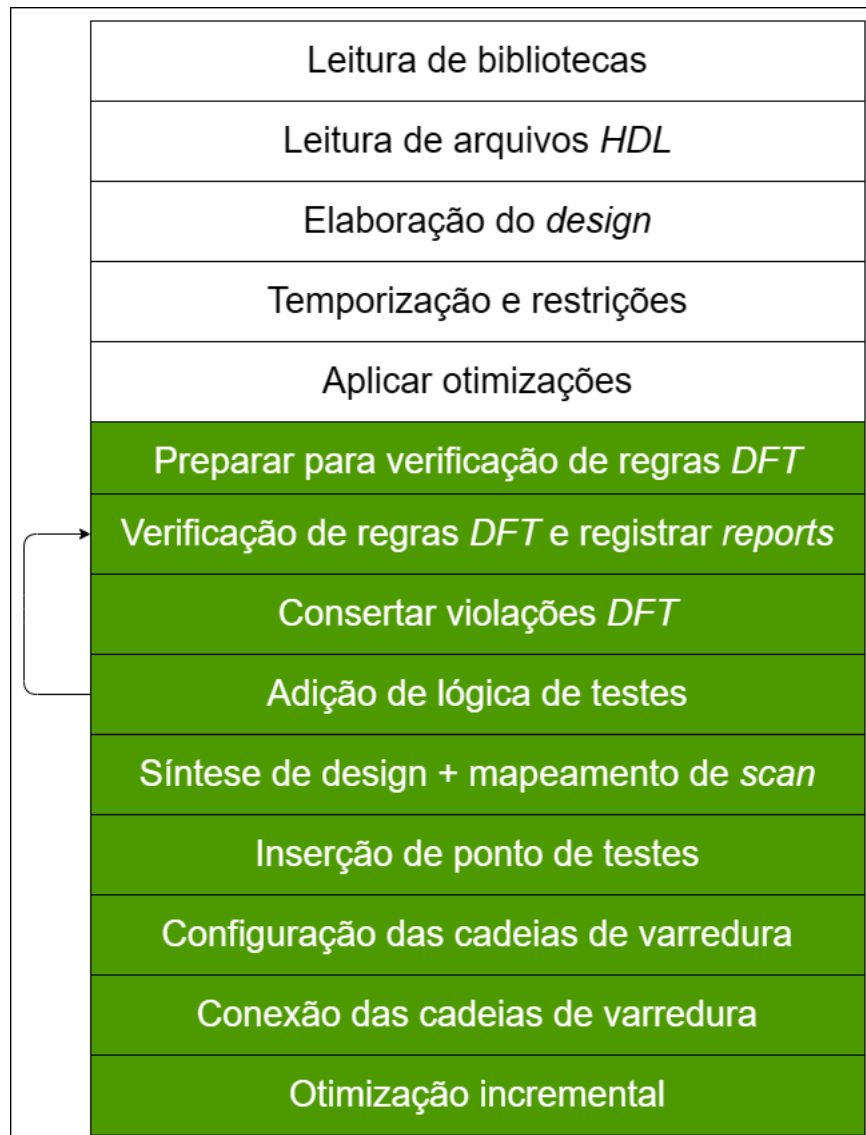 Leitura de bibliotecas
Leitura de arquivos HDL
Elaboração do design
Temporização e restrições
Aplicar otimizações
Preparar para verificação de regras DFT
Verificação de regras DFT e registrar reports
Consertar violações DFT
Adição de lógica de testes
Síntese de design + mapeamento de scan
Inserção de ponto de testes
Configuração das cadeias de varredura
Conexão das cadeias de varredura
Otimização incremental